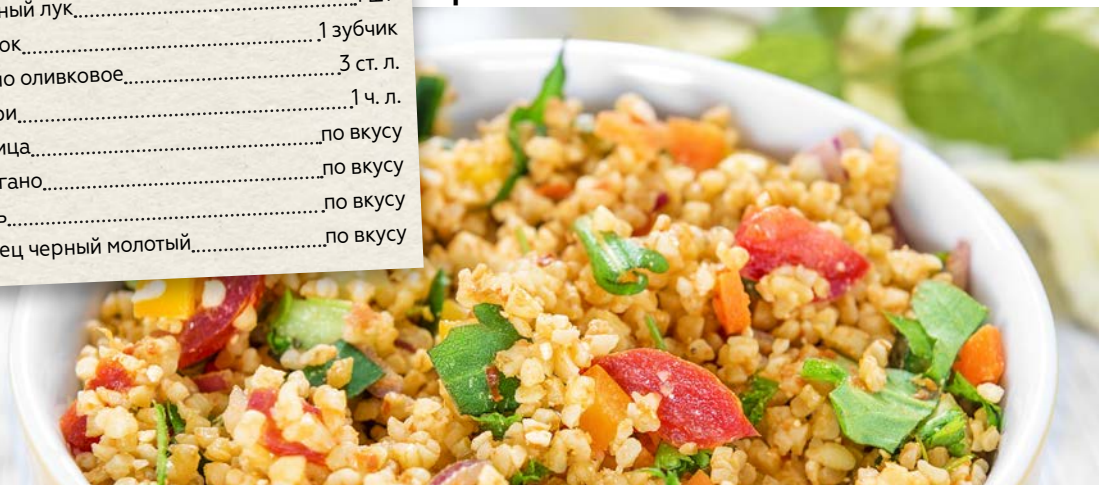 ный лук
ок 1 зубчик
ло оливковое 3 ст. л.
ри 1 ч. л.
ица по вкусу
гано по вкусу
ь по вкусу
ец черный молотый по вкусу